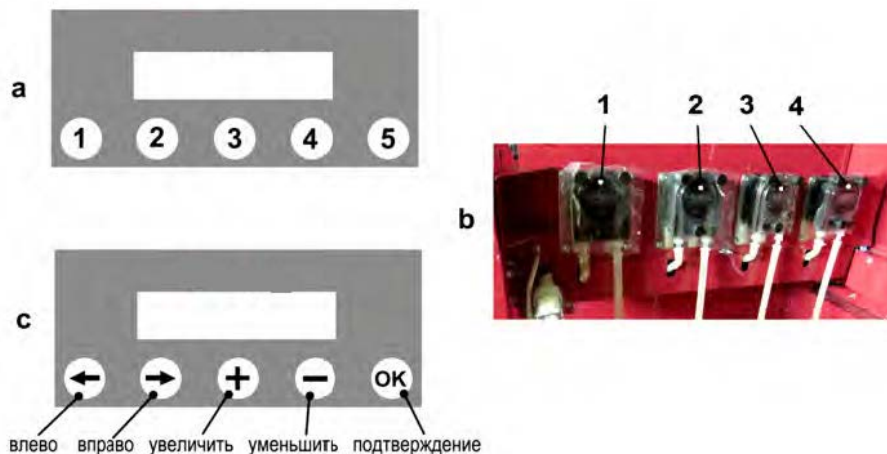 a
1 2 3 4 5
1 2 3 4
b
c
OK
влево вправо увеличить уменьшить подтверждение